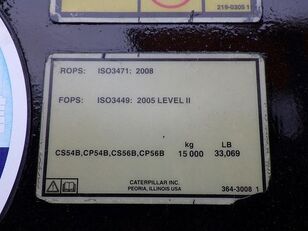 219-0305 1
ROPS: ISO3471: 2008
FOPS: ISO3449: 2005 LEVEL II
kg LB
CS54B,CP54B,CS56B,CP56B 15 000 33,069
CATERPILLAR INC.
PEORIA, ILLINOIS USA 364-3008 1